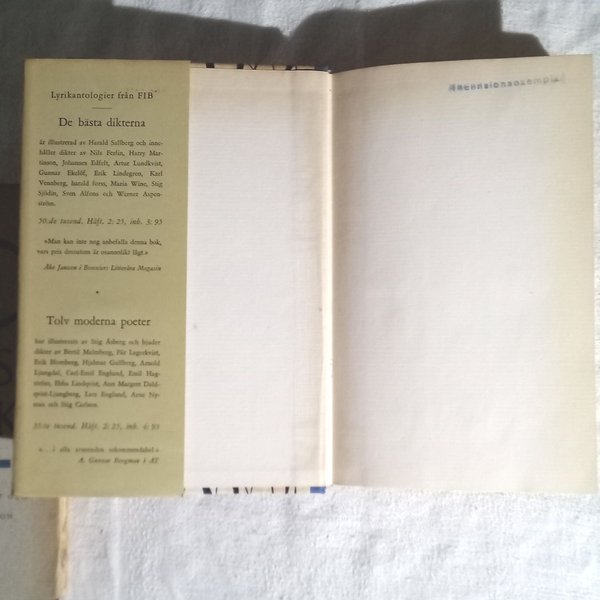 Lyrikantologier från FIB
De bästa dikterna
är illustrerad av Harald Sallberg och inne-
håller dikter av Nils Ferlin, Harry Mar-
tinson, Johannes Edfelt, Artur Lundkvist,
Gunnar Ekelöf, Erik Lindegren, Karl
Vennberg, harald forss, Maria Wine, Stig
Sjödin, Sven Alfons och Werner Aspen-
ström.
50:de tusend. Häft. 2: 25, inb. 3: 95
»Man kan inte nog anbefalla denna bok,
vars pris dessutom är osannolikt lågt.»
Åke Janzon i Bonniers Litterära Magasin
Tolv moderna poeter
har illustrerats av Stig Åsberg och bjuder
dikter av Bertil Malmberg, Pär Lagerkvist,
Erik Blomberg, Hjalmar Gullberg, Arnold
Ljungdal, Carl-Emil Englund, Emil Hag-
ström, Ebba Lindqvist, Ann Margret Dahl-
qvist-Ljungberg, Lars Englund, Arne Ny-
man och Stig Carlson.
35:te tusend. Häft. 2: 25, inb. 4: 95
»... i alla avseenden rekommendabel.»
A. Gunnar Bergman i AT
Recensionsexemplar